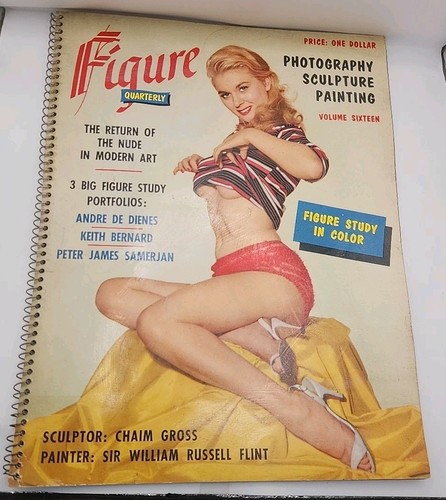 PRICE: ONE DOLLAR
Figure
QUARTERLY
PHOTOGRAPHY
SCULPTURE
PAINTING
VOLUME SIXTEEN
THE RETURN OF
THE NUDE
IN MODERN ART
3 BIG FIGURE STUDY
PORTFOLIOS:
ANDRE DE DIENES
KEITH BERNARD
PETER JAMES SAMERJAN
FIGURE STUDY
IN COLOR
SCULPTOR: CHAIM GROSS
PAINTER: SIR WILLIAM RUSSELL FLINT